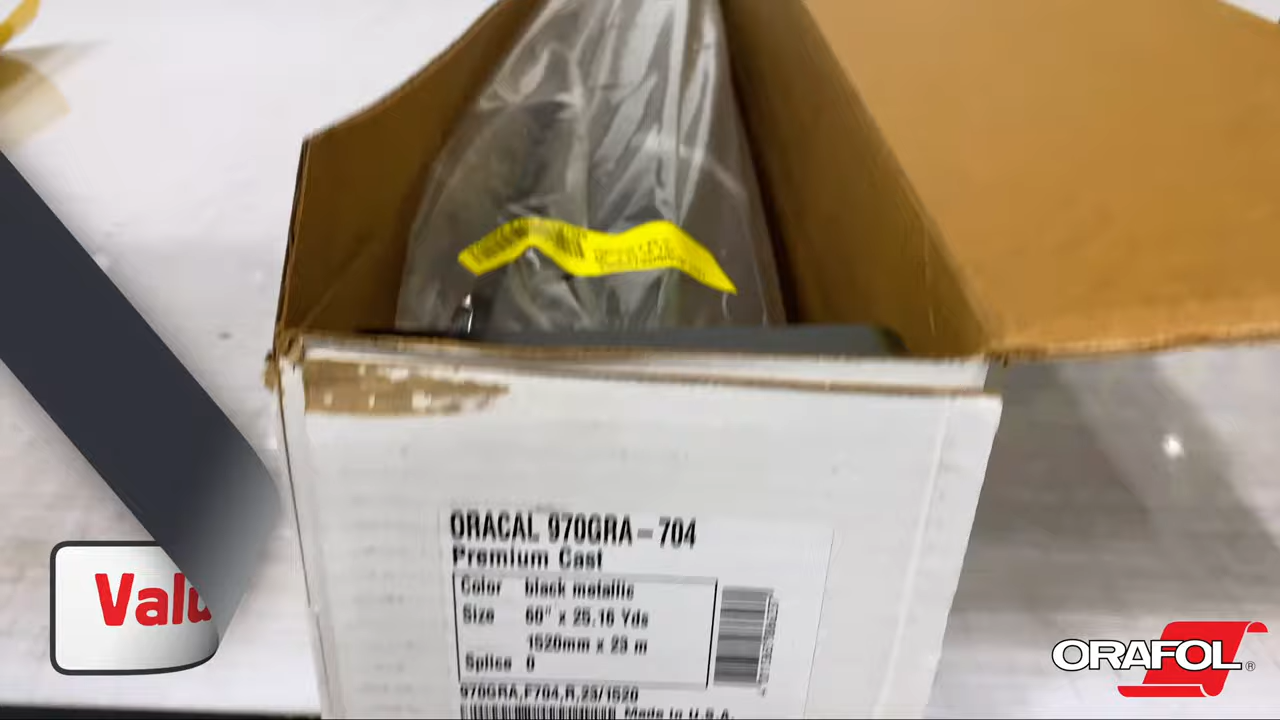 ORACAL 970GRA-704
Premium Cast
Color black metallic
Size 60" x 25.16 Yds
1520mm x 23 m
Splice 0
970GRA,F704,R,23/1520
Made in U.S.A.
Valu
ORAFOL®